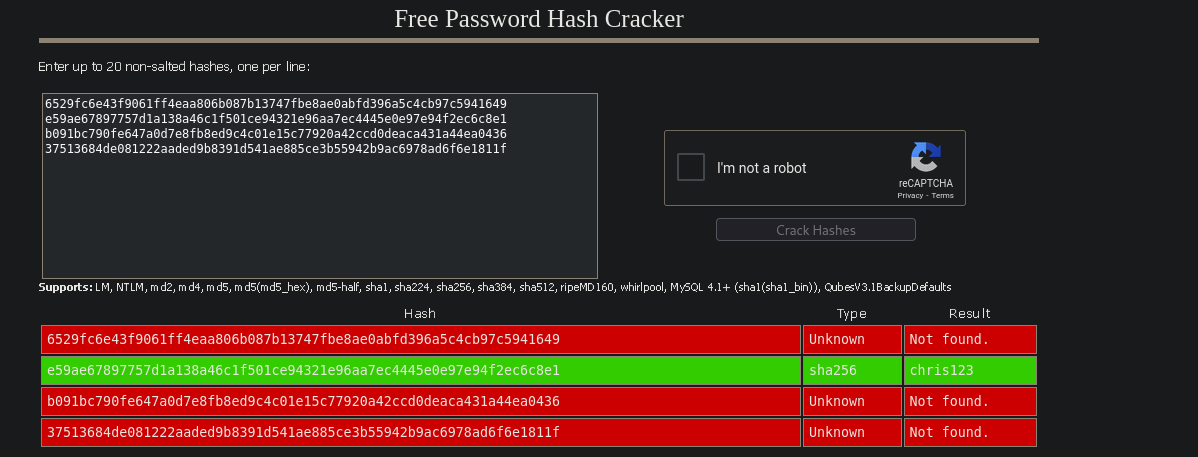 Free Password Hash Cracker
Enter up to 20 non-salted hashes, one per line:
6529fc6e43f9061ff4eaa806b087b13747fbe8ae0abfd396a5c4cb97c5941649
e59ae67897757d1a138a46c1f501ce94321e96aa7ec4445e0e97e94f2ec6c8e1
b091bc790fe647a0d7e8fb8ed9c4c01e15c77920a42ccd0deaca431a44ea0436
37513684de081222aaded9b8391d541ae885ce3b55942b9ac6978ad6f6e1811f
I'm not a robot
reCAPTCHA
Privacy - Terms
Crack Hashes
Supports: LM, NTLM, md2, md4, md5, md5(md5_hex), md5-half, sha1, sha224, sha256, sha384, sha512, ripeMD160, whirlpool, MySQL 4.1+ (sha1(sha1_bin)), QubesV3.1BackupDefaults
Hash Type Result
6529fc6e43f9061ff4eaa806b087b13747fbe8ae0abfd396a5c4cb97c5941649 Unknown Not found.
e59ae67897757d1a138a46c1f501ce94321e96aa7ec4445e0e97e94f2ec6c8e1 sha256 chris123
b091bc790fe647a0d7e8fb8ed9c4c01e15c77920a42ccd0deaca431a44ea0436 Unknown Not found.
37513684de081222aaded9b8391d541ae885ce3b55942b9ac6978ad6f6e1811f Unknown Not found.